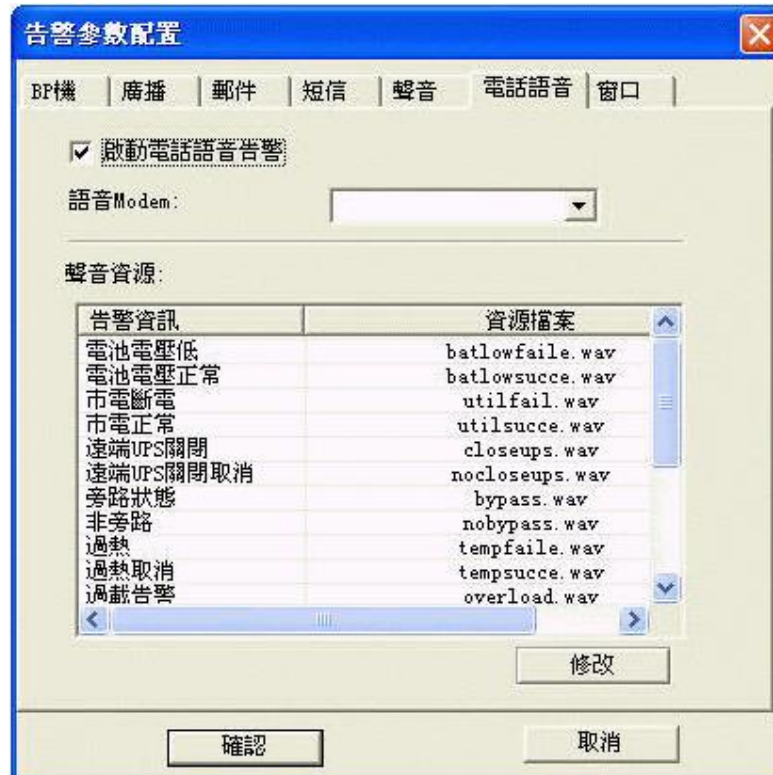 告警參數配置
BP機 廣播 郵件 短信 聲音 電話語音 窗口
啟動電話語音告警
語音Modem:
聲音資源:
告警資訊 資源檔案
電池電壓低 batlowfaile.wav
電池電壓正常 batlowsucce.wav
市電斷電 utilfail.wav
市電正常 utilsucce.wav
遠端UPS關閉 closeups.wav
遠端UPS關閉取消 nocloseups.wav
旁路狀態 bypass.wav
非旁路 nobypass.wav
過熱 tempfaile.wav
過熱取消 tempsucce.wav
過載告警 overload.wav
修改
確認 取消